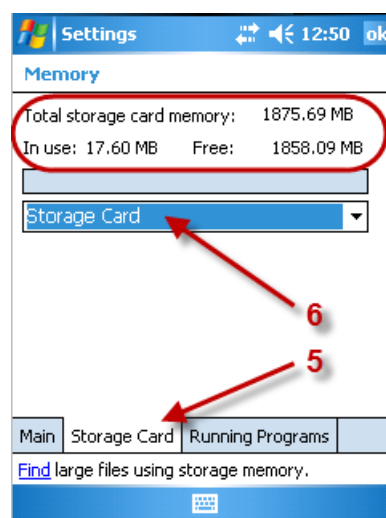 Settings 12:50 ok
Memory
Total storage card memory: 1875.69 MB
In use: 17.60 MB Free: 1858.09 MB
Storage Card
6
5
Main Storage Card Running Programs
Find large files using storage memory.